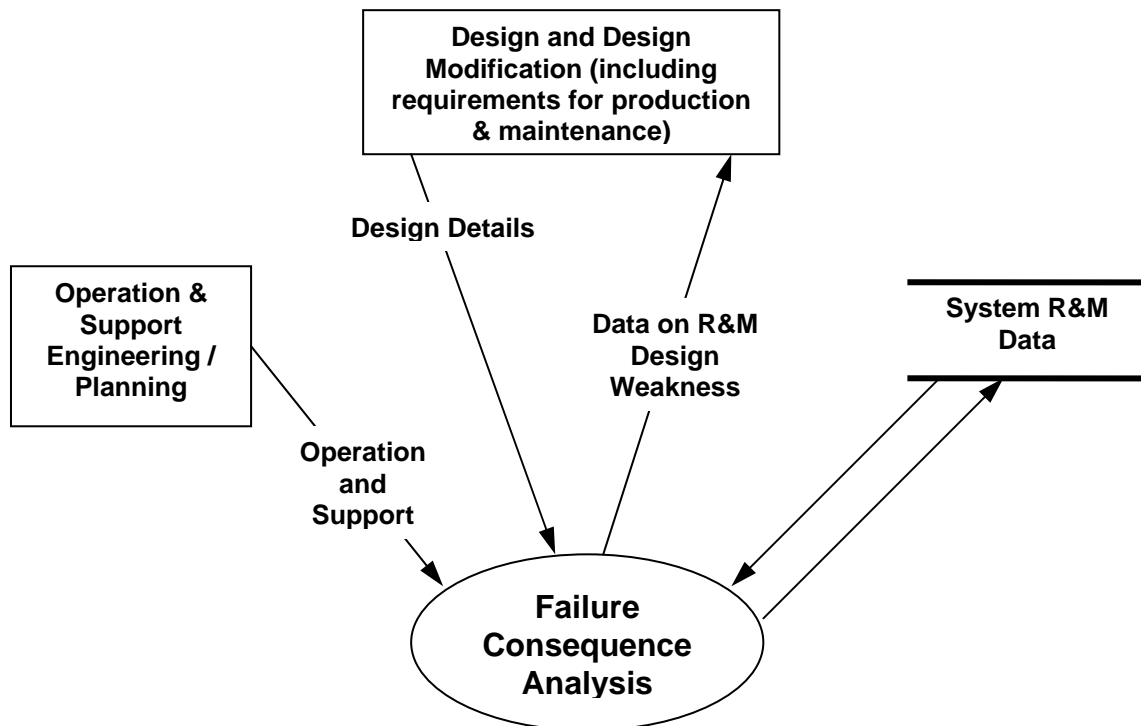 Design and Design
Modification (including
requirements for production
& maintenance)
Design Details
Operation &
Support
Engineering /
Planning
Data on R&M
Design
Weakness
System R&M
Data
Operation
and
Support
Failure
Consequence
Analysis